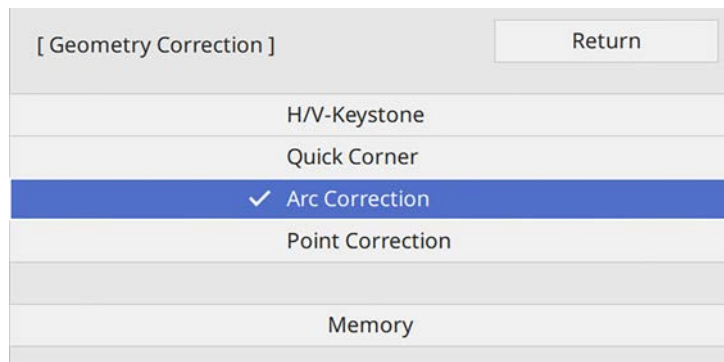 [ Geometry Correction ]
Return
H/V-Keystone
Quick Corner
✓ Arc Correction
Point Correction
Memory